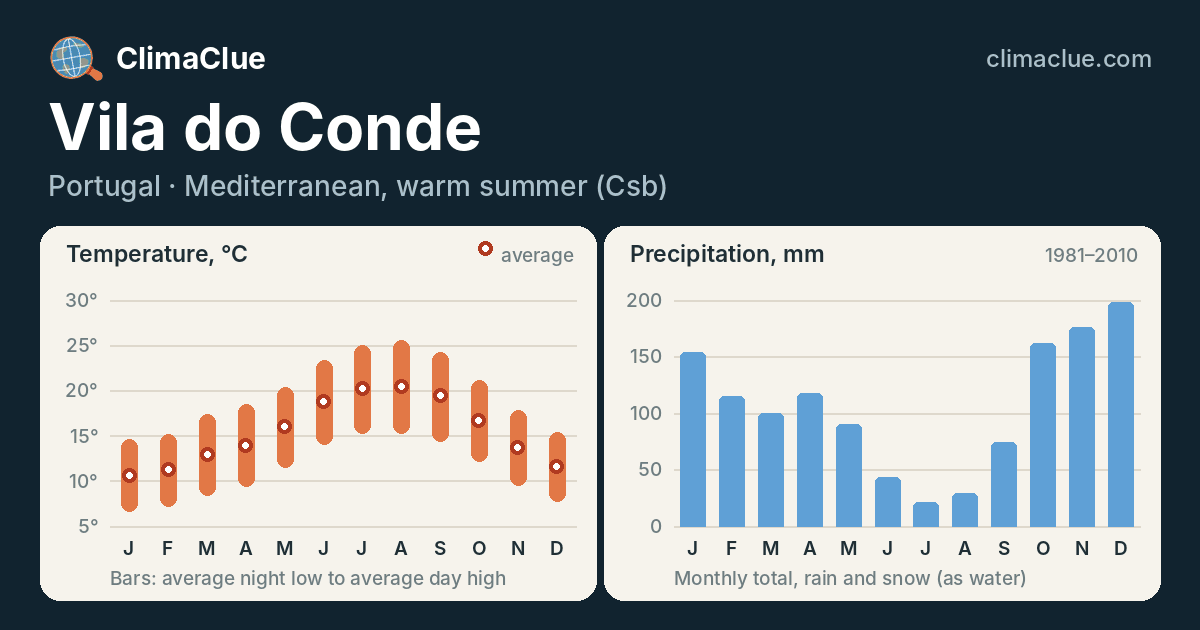 ClimaClue
climaclue.com
Vila do Conde
Portugal · Mediterranean, warm summer (Csb)
Temperature, °C
average
30°
25°
20°
15°
10°
5°
J F M A M J J A S O N D
Bars: average night low to average day high
Precipitation, mm
1981–2010
200
150
100
50
0
J F M A M J J A S O N D
Monthly total, rain and snow (as water)